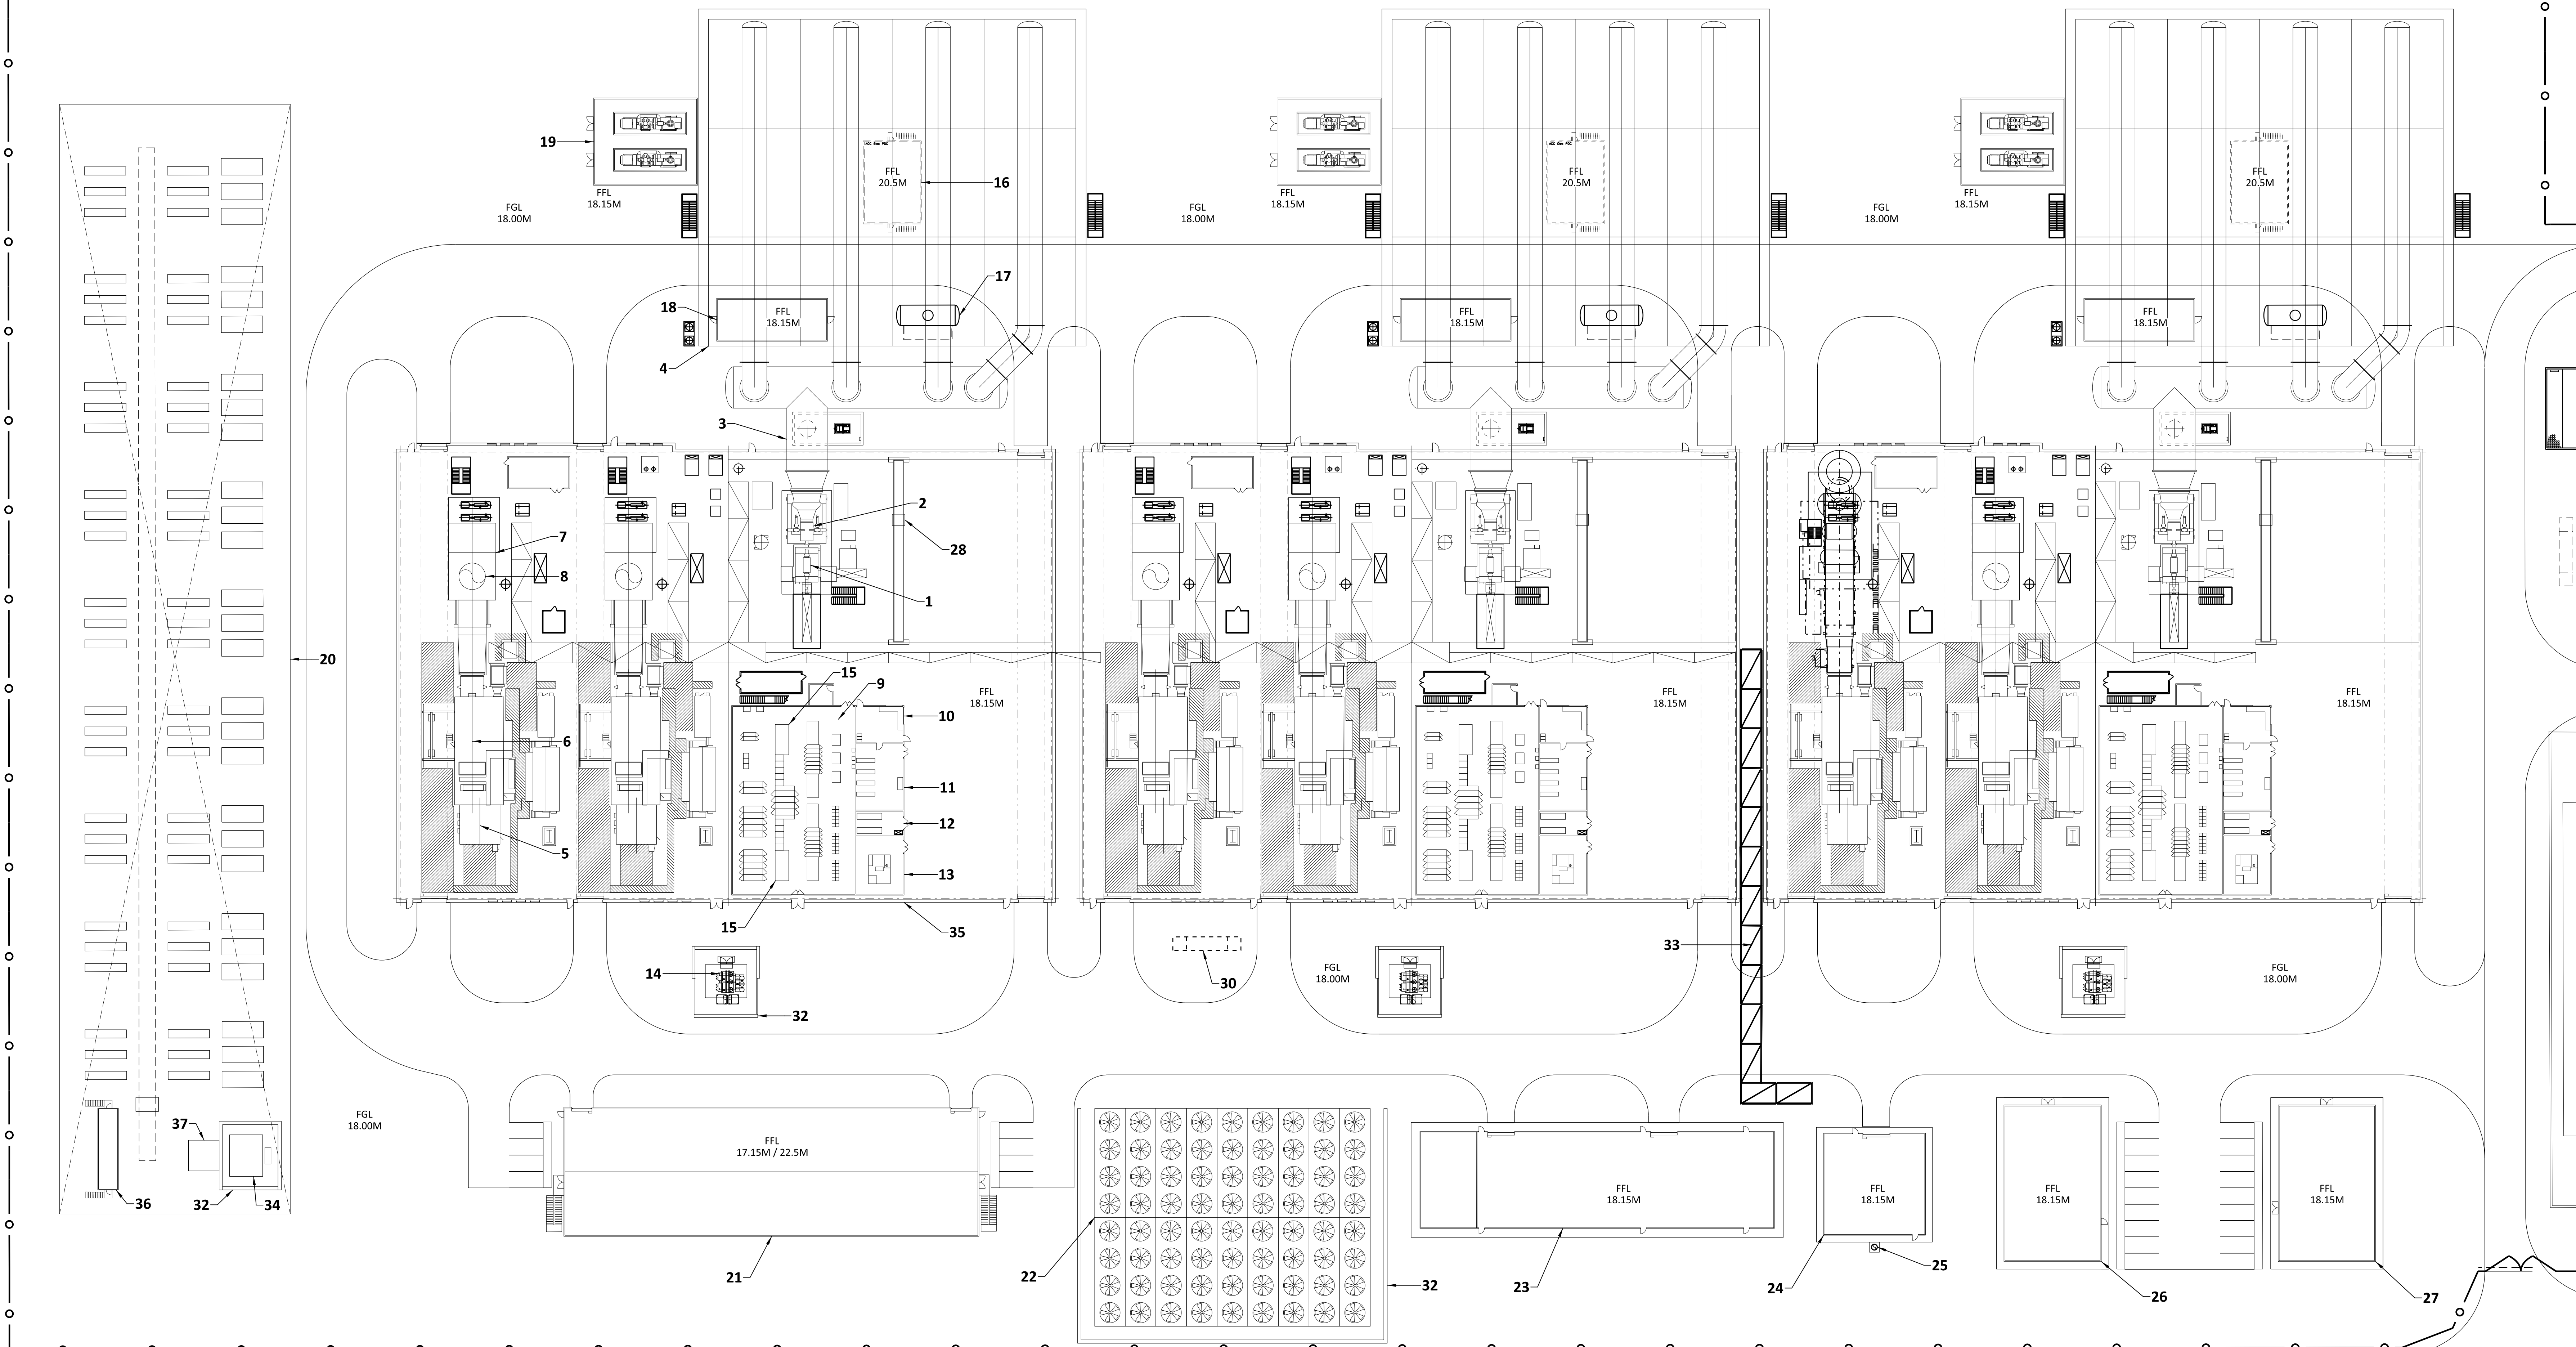 19
FFL
18.15M
FGL
18.00M
FFL
20.5M
16
FGL
18.00M
FFL
18.15M
FFL
20.5M
FGL
18.00M
FFL
18.15M
FFL
20.5M
17
18
FFL
18.15M
FFL
18.15M
FFL
18.15M
4
3
2
7
28
8
1
20
15
9
FFL
18.15M
FFL
18.15M
FFL
18.15M
10
6
11
12
5
13
15
35
33
14
30
FGL
18.00M
FGL
18.00M
32
37
FGL
18.00M
FFL
17.15M / 22.5M
FFL
18.15M
FFL
18.15M
FFL
18.15M
FFL
18.15M
36
32
34
21
22
32
23
24
25
26
27